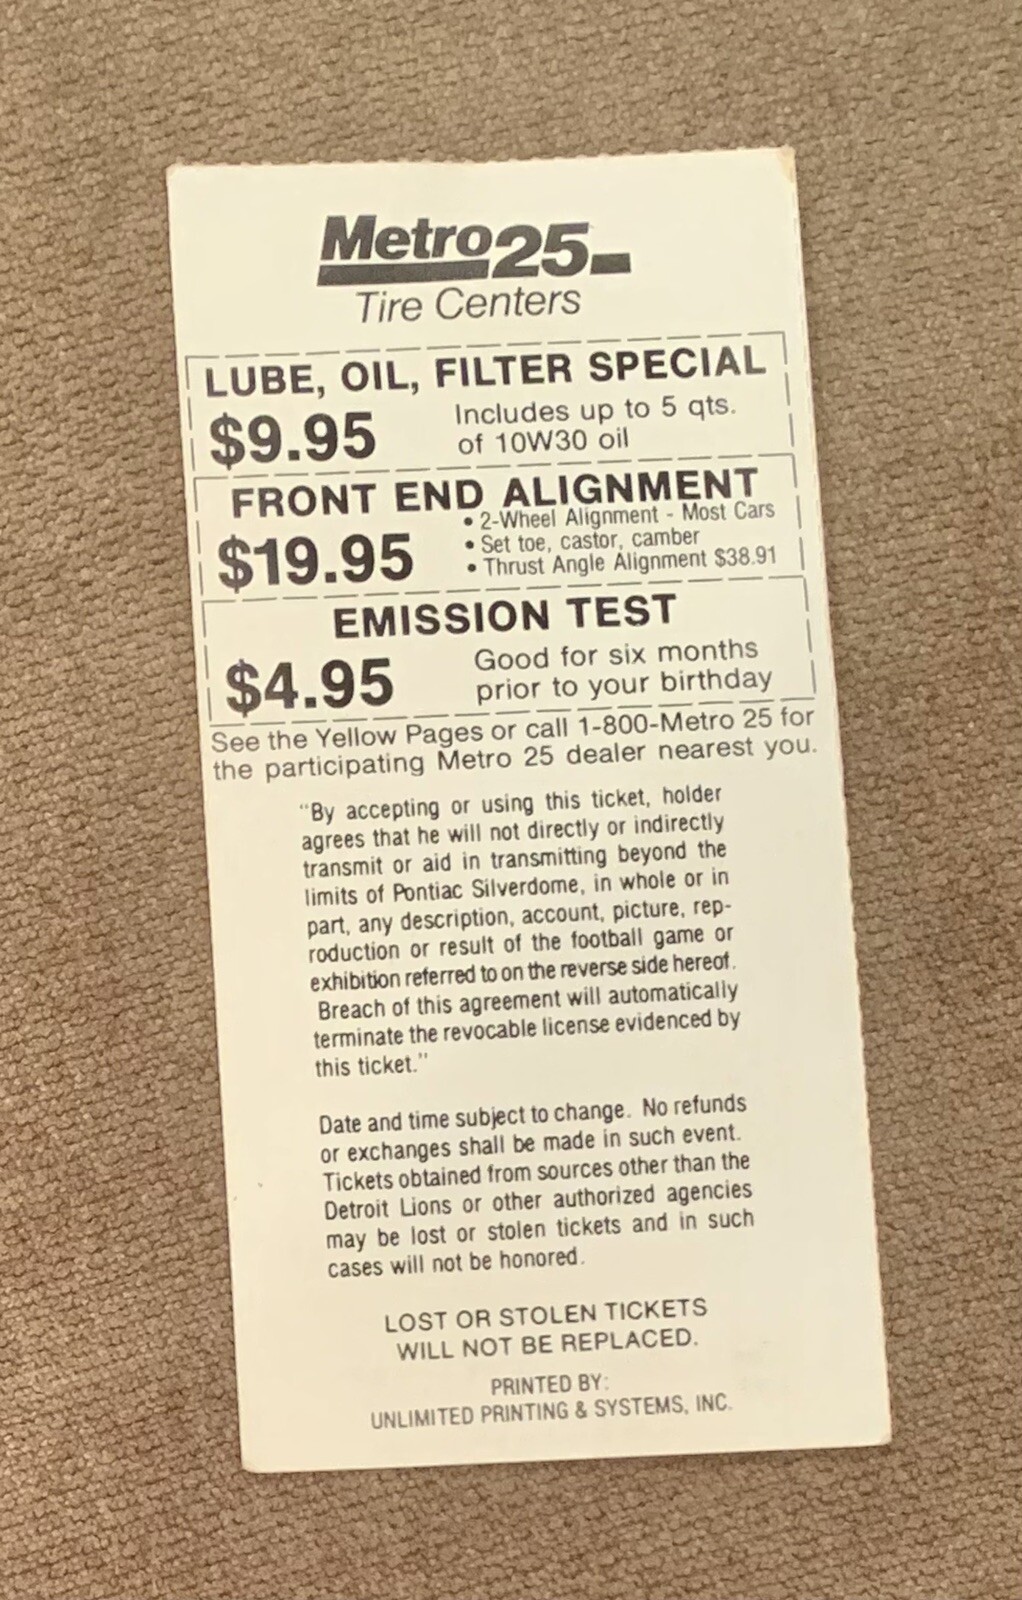 Metro25
Tire Centers
LUBE, OIL, FILTER SPECIAL
$9.95
Includes up to 5 qts.
of 10W30 oil
FRONT END ALIGNMENT
$19.95
• 2-Wheel Alignment - Most Cars
• Set toe, castor, camber
• Thrust Angle Alignment $38.91
EMISSION TEST
$4.95
Good for six months
prior to your birthday
See the Yellow Pages or call 1-800-Metro 25 for
the participating Metro 25 dealer nearest you.
"By accepting or using this ticket, holder
agrees that he will not directly or indirectly
transmit or aid in transmitting beyond the
limits of Pontiac Silverdome, in whole or in
part, any description, account, picture, rep-
roduction or result of the football game or
exhibition referred to on the reverse side hereof.
Breach of this agreement will automatically
terminate the revocable license evidenced by
this ticket."
Date and time subject to change. No refunds
or exchanges shall be made in such event.
Tickets obtained from sources other than the
Detroit Lions or other authorized agencies
may be lost or stolen tickets and in such
cases will not be honored.
LOST OR STOLEN TICKETS
WILL NOT BE REPLACED.
PRINTED BY:
UNLIMITED PRINTING & SYSTEMS, INC.